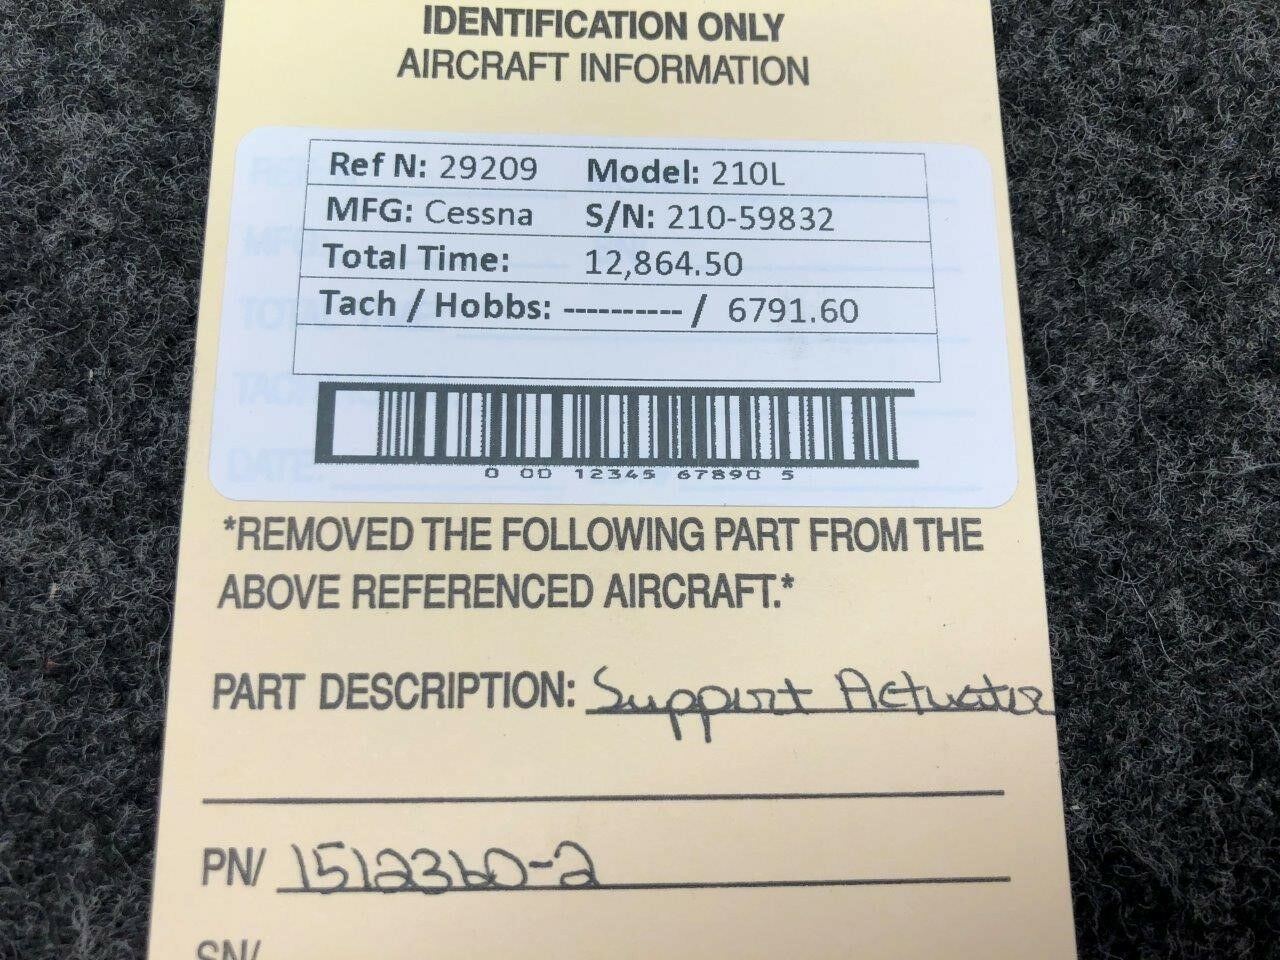 IDENTIFICATION ONLY
AIRCRAFT INFORMATION
Ref N: 29209 Model: 210L
MFG: Cessna S/N: 210-59832
Total Time: 12,864.50
Tach / Hobbs: ---------- / 6791.60
0 00 12345 67890 5
*REMOVED THE FOLLOWING PART FROM THE
ABOVE REFERENCED AIRCRAFT.*
PART DESCRIPTION: Support Actuator
PN/ 1512360-2
SN/